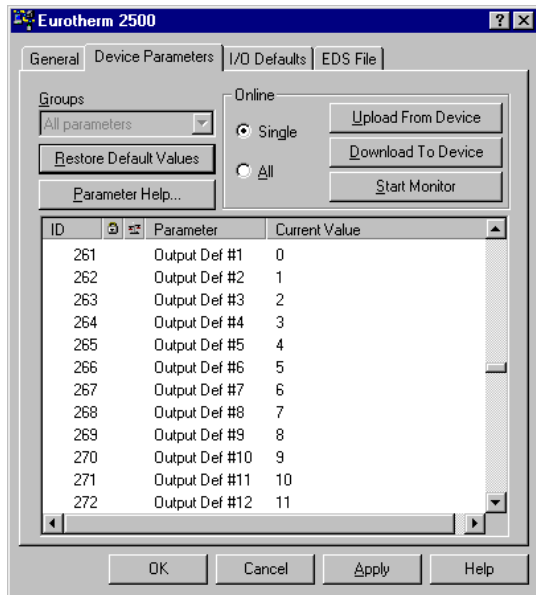 Eurotherm 2500
General Device Parameters I/O Defaults EDS File
Groups
All parameters
Restore Default Values
Parameter Help...
Online
Single
All
Upload From Device
Download To Device
Start Monitor
ID Parameter Current Value
261 Output Def #1 0
262 Output Def #2 1
263 Output Def #3 2
264 Output Def #4 3
265 Output Def #5 4
266 Output Def #6 5
267 Output Def #7 6
268 Output Def #8 7
269 Output Def #9 8
270 Output Def #10 9
271 Output Def #11 10
272 Output Def #12 11
OK Cancel Apply Help